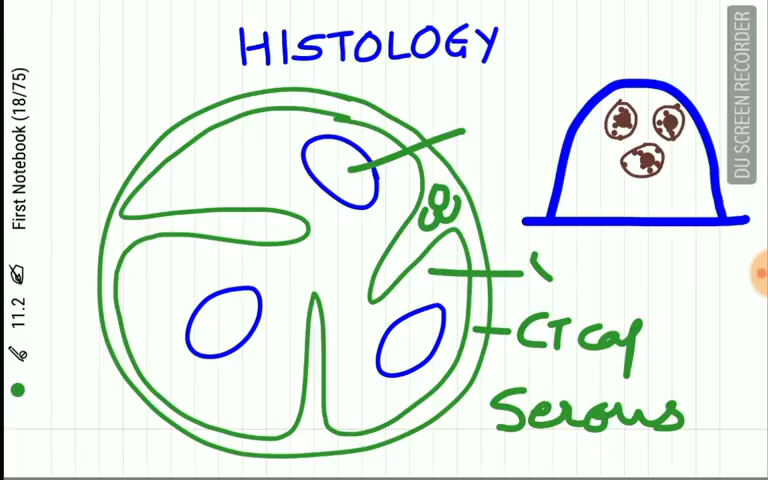 HISTOLOGY
CT cap
Serous
First Notebook (18/75)
11.2
DU SCREEN RECORDER